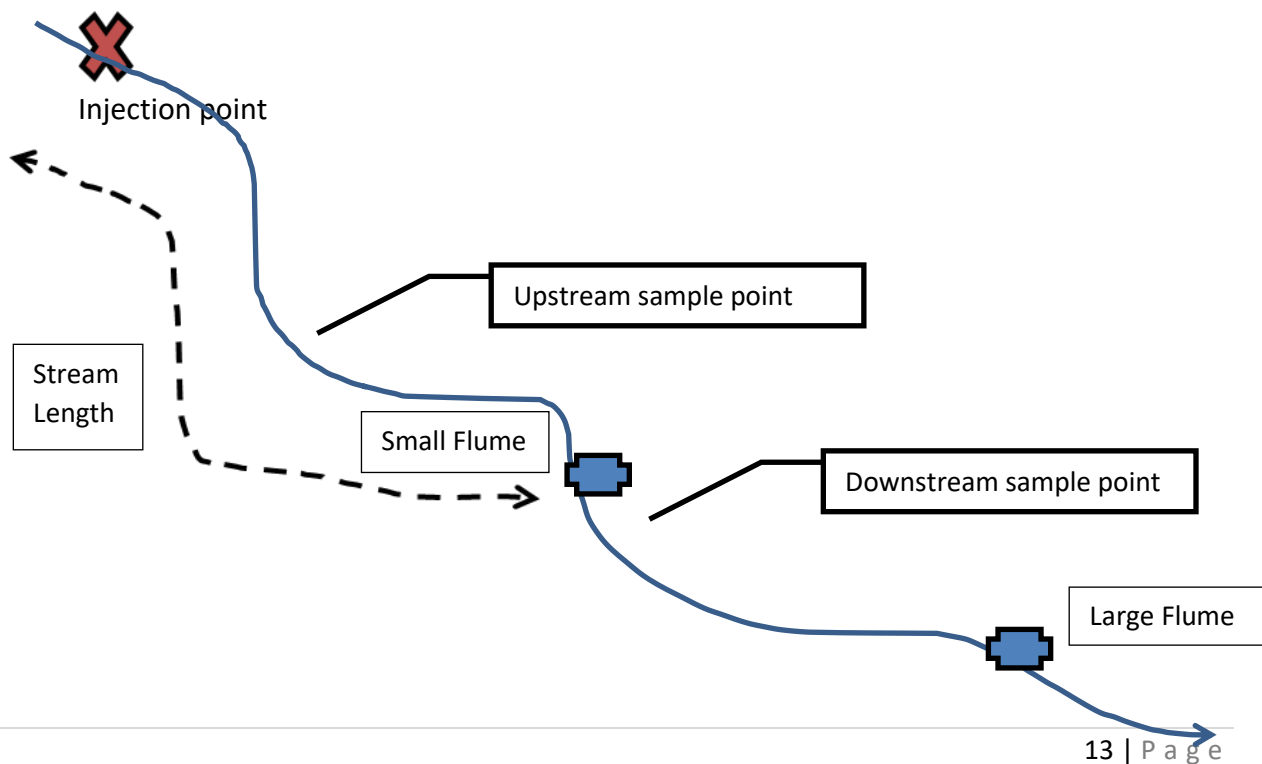 Injection point
Upstream sample point
Stream
Length
Small Flume
Downstream sample point
Large Flume
13 | P a g e